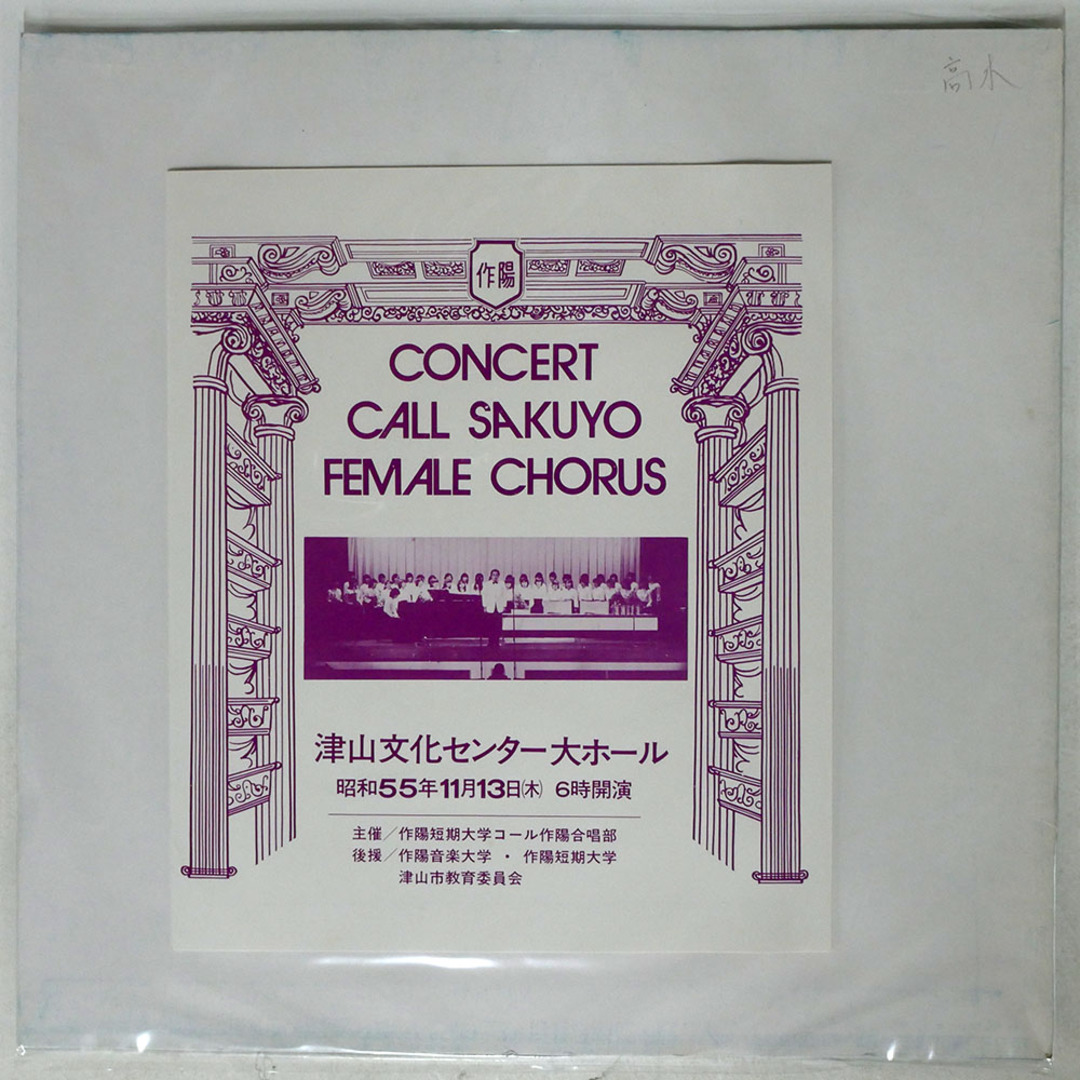 高水
作陽
CONCERT
CALL SAKUYO
FEMALE CHORUS
津山文化センター大ホール
昭和55年11月13日(木) 6時開演
主催／作陽短期大学コール作陽合唱部
後援／作陽音楽大学・作陽短期大学
津山市教育委員会